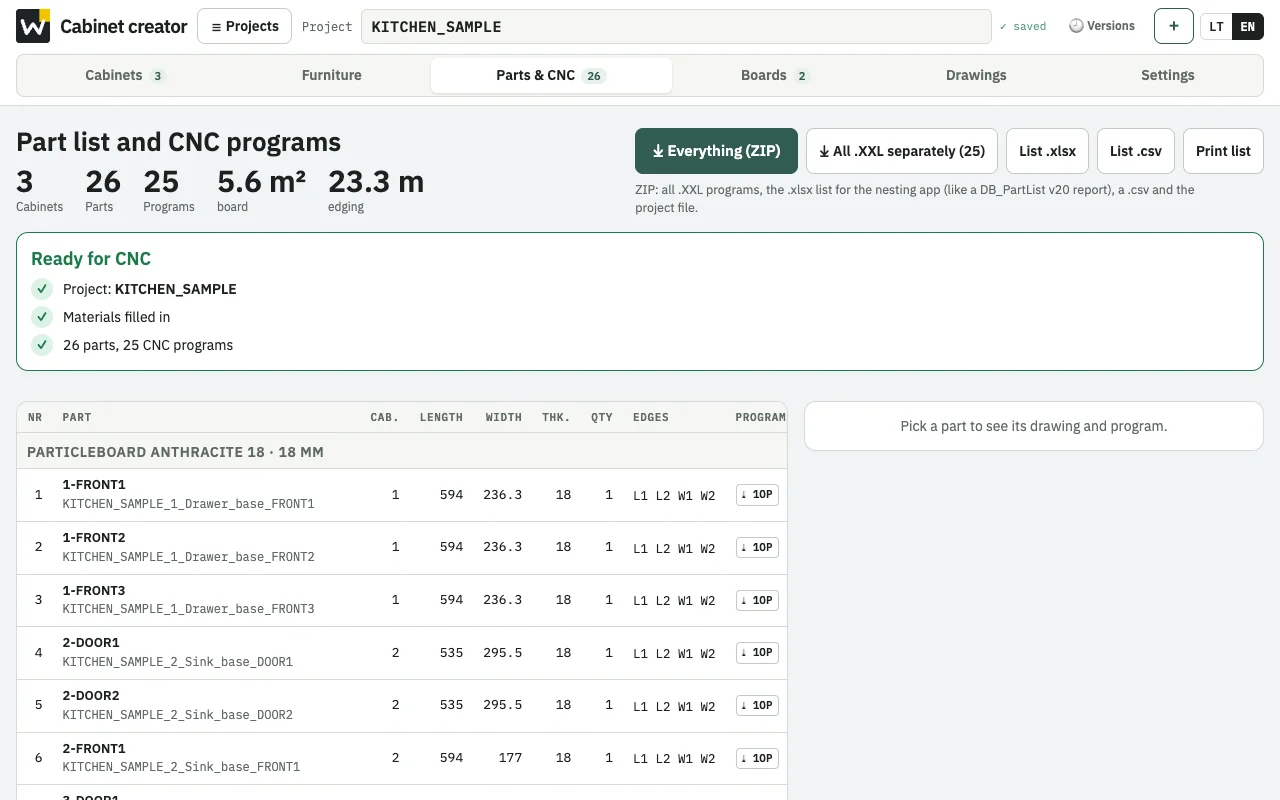 Cabinet creator
≡ Projects
Project
KITCHEN_SAMPLE
✓ saved
Versions
+
LT
EN
Cabinets 3
Furniture
Parts & CNC 26
Boards 2
Drawings
Settings
Part list and CNC programs
3 26 25 5.6 m² 23.3 m
Cabinets Parts Programs board edging
↓ Everything (ZIP)
↓ All .XXL separately (25)
List .xlsx
List .csv
Print list
ZIP: all .XXL programs, the .xlsx list for the nesting app (like a DB_PartList v20 report), a .csv and the
project file.
Ready for CNC
✓ Project: KITCHEN_SAMPLE
✓ Materials filled in
✓ 26 parts, 25 CNC programs
NR PART CAB. LENGTH WIDTH THK. QTY EDGES PROGRAM
PARTICLEBOARD ANTHRACITE 18 · 18 MM
1 1-FRONT1 1 594 236.3 18 1 L1 L2 W1 W2 ↓ 1OP
KITCHEN_SAMPLE_1_Drawer_base_FRONT1
2 1-FRONT2 1 594 236.3 18 1 L1 L2 W1 W2 ↓ 1OP
KITCHEN_SAMPLE_1_Drawer_base_FRONT2
3 1-FRONT3 1 594 236.3 18 1 L1 L2 W1 W2 ↓ 1OP
KITCHEN_SAMPLE_1_Drawer_base_FRONT3
4 2-DOOR1 2 535 295.5 18 1 L1 L2 W1 W2 ↓ 1OP
KITCHEN_SAMPLE_2_Sink_base_DOOR1
5 2-DOOR2 2 535 295.5 18 1 L1 L2 W1 W2 ↓ 1OP
KITCHEN_SAMPLE_2_Sink_base_DOOR2
6 2-FRONT1 2 594 177 18 1 L1 L2 W1 W2 ↓ 1OP
KITCHEN_SAMPLE_2_Sink_base_FRONT1
Pick a part to see its drawing and program.